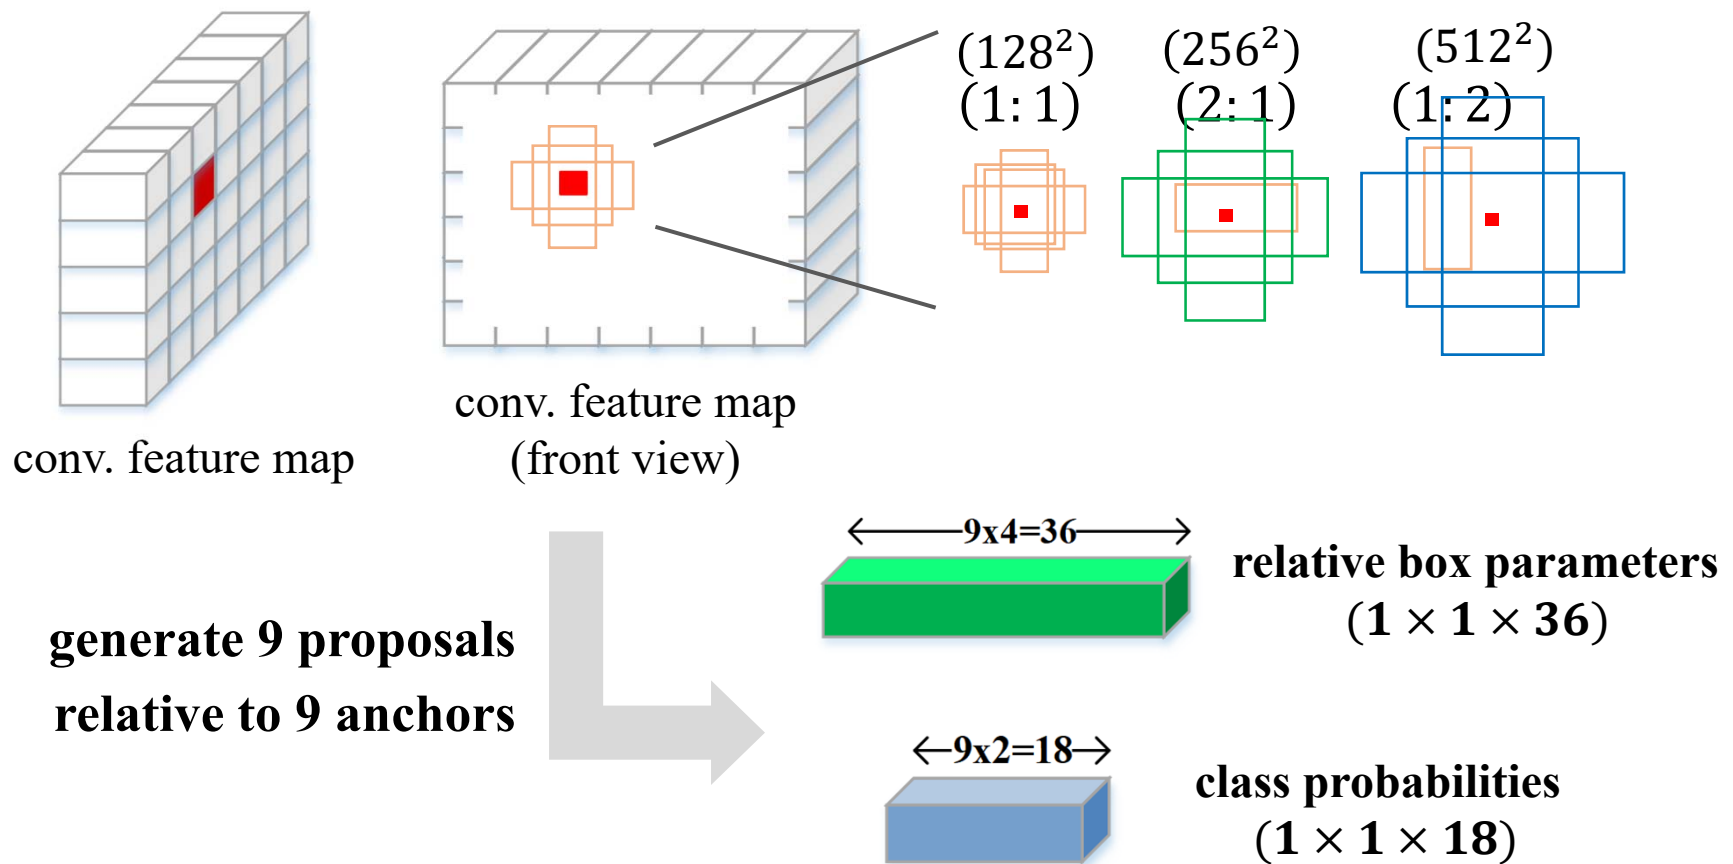 (128²)
(256²)
(512²)
(1: 1)
(2: 1)
(1: 2)
conv. feature map
conv. feature map
(front view)
generate 9 proposals
relative to 9 anchors
9x4=36
relative box parameters
(1 × 1 × 36)
9x2=18
class probabilities
(1 × 1 × 18)